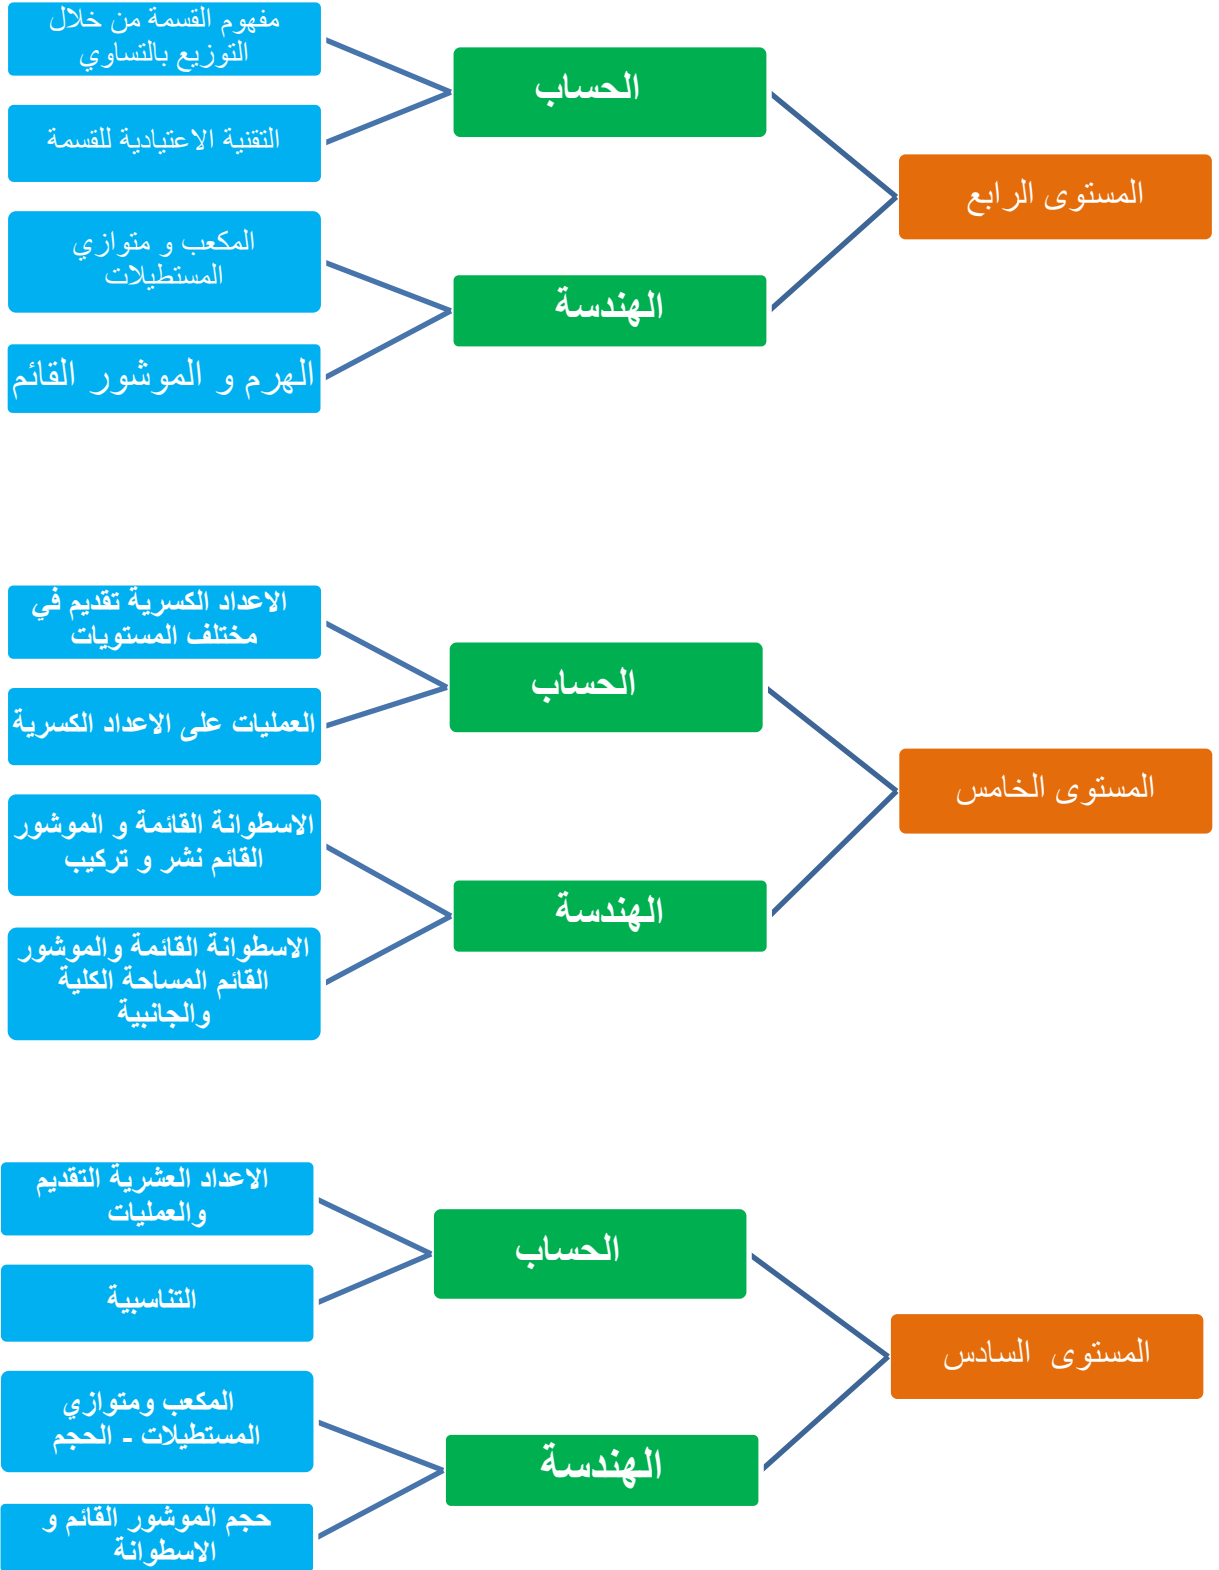 المستوى الرابع
الحساب
مفهوم القسمة من خلال
التوزيع بالتساوي
التقنية الاعتيادية للقسمة
الهندسة
المكعب و متوازي
المستطيلات
الهرم و الموشور القائم
المستوى الخامس
الحساب
الاعداد الكسرية تقديم في
مختلف المستويات
العمليات على الاعداد الكسرية
الهندسة
الاسطوانة القائمة و الموشور
القائم نشر و تركيب
الاسطوانة القائمة والموشور
القائم المساحة الكلية
والجانبية
المستوى السادس
الحساب
الاعداد العشرية التقديم
والعمليات
التناسبية
الهندسة
المكعب ومتوازي
المستطيلات - الحجم
حجم الموشور القائم و
الاسطوانة